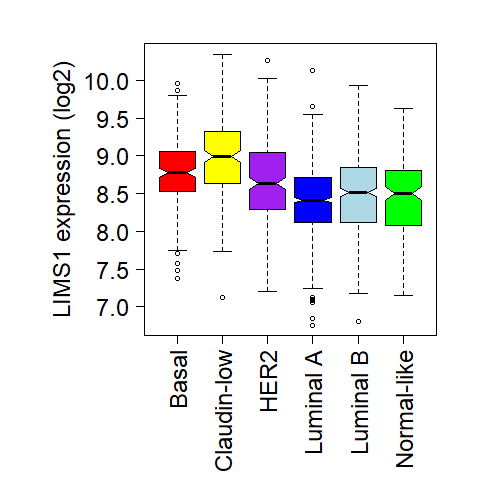 LIMS1 expression (log2)
10.0
9.5
9.0
8.5
8.0
7.5
7.0
Basal
Claudin-low
HER2
Luminal A
Luminal B
Normal-like